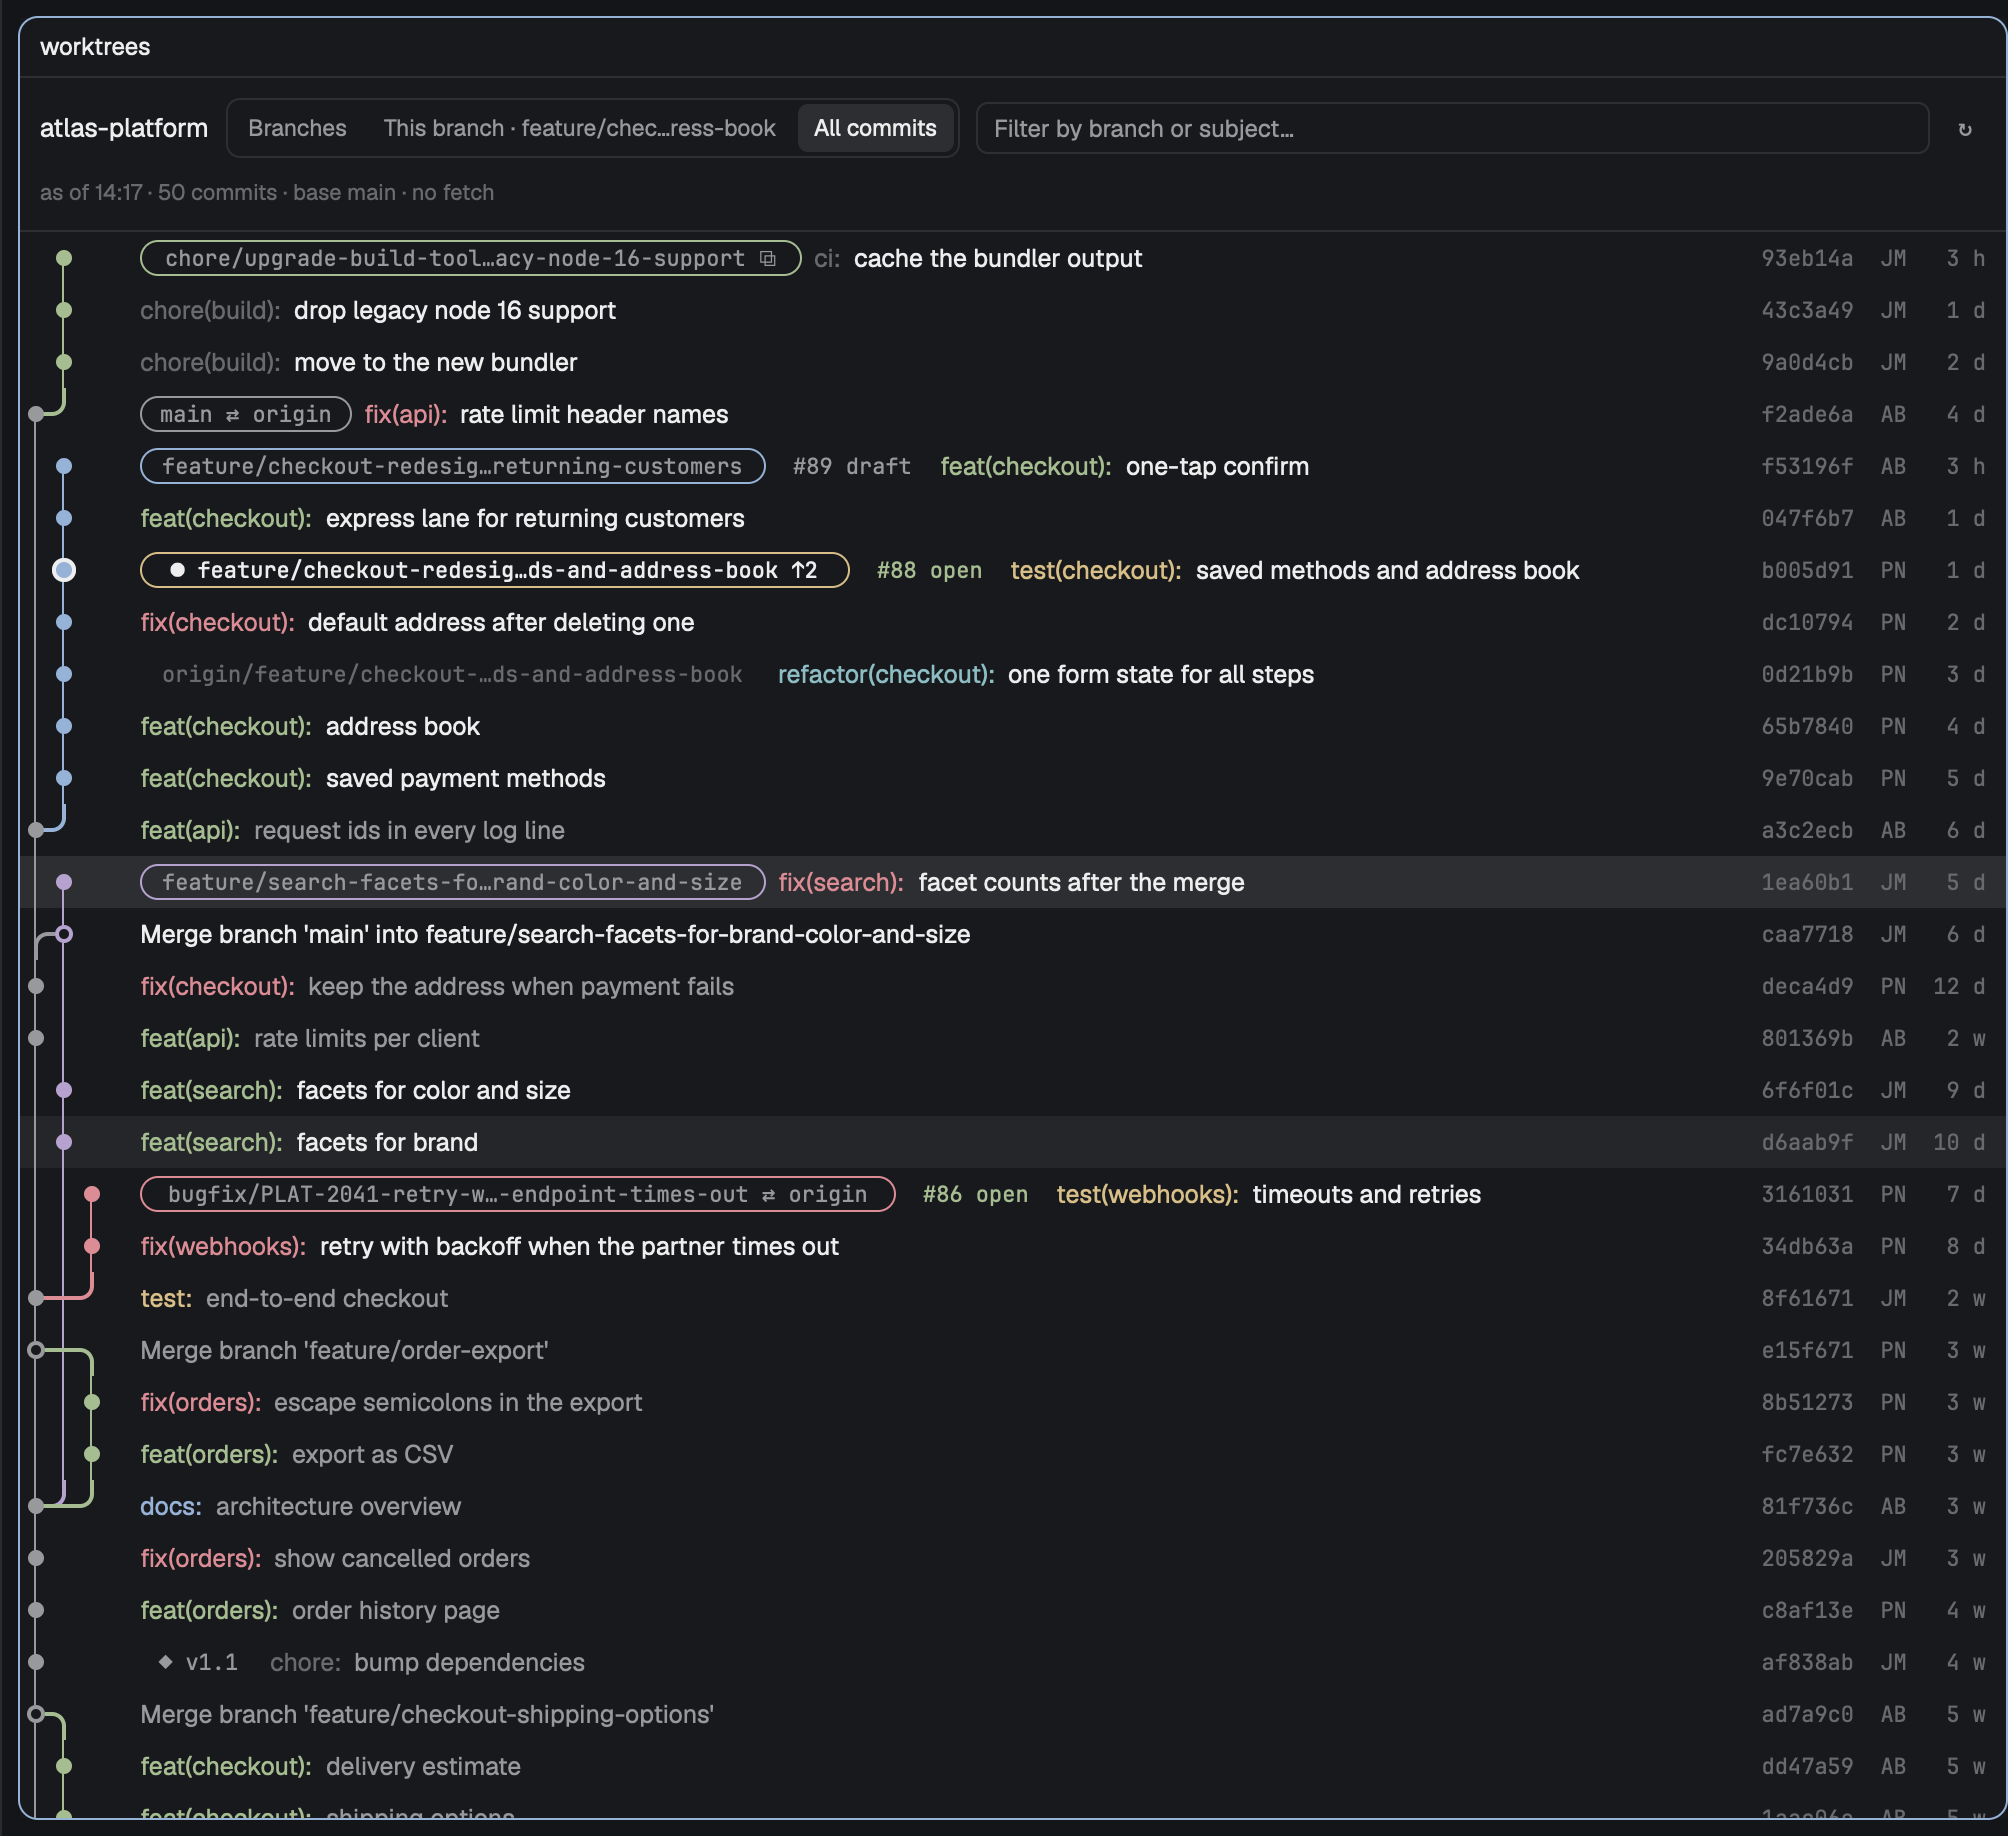 worktrees
atlas-platform Branches This branch · feature/chec…ress-book All commits Filter by branch or subject… ↻
as of 14:17 · 50 commits · base main · no fetch
chore/upgrade-build-tool…acy-node-16-support ⧉ ci: cache the bundler output 93eb14a JM 3 h
chore(build): drop legacy node 16 support 43c3a49 JM 1 d
chore(build): move to the new bundler 9a0d4cb JM 2 d
main ⇄ origin fix(api): rate limit header names f2ade6a AB 4 d
feature/checkout-redesig…returning-customers #89 draft feat(checkout): one-tap confirm f53196f AB 3 h
feat(checkout): express lane for returning customers 047f6b7 AB 1 d
● feature/checkout-redesig…ds-and-address-book ↑2 #88 open test(checkout): saved methods and address book b005d91 PN 1 d
fix(checkout): default address after deleting one dc10794 PN 2 d
origin/feature/checkout-…ds-and-address-book refactor(checkout): one form state for all steps 0d21b9b PN 3 d
feat(checkout): address book 65b7840 PN 4 d
feat(checkout): saved payment methods 9e70cab PN 5 d
feat(api): request ids in every log line a3c2ecb AB 6 d
feature/search-facets-fo…rand-color-and-size fix(search): facet counts after the merge 1ea60b1 JM 5 d
Merge branch 'main' into feature/search-facets-for-brand-color-and-size caa7718 JM 6 d
fix(checkout): keep the address when payment fails deca4d9 PN 12 d
feat(api): rate limits per client 801369b AB 2 w
feat(search): facets for color and size 6f6f01c JM 9 d
feat(search): facets for brand d6aab9f JM 10 d
bugfix/PLAT-2041-retry-w…-endpoint-times-out ⇄ origin #86 open test(webhooks): timeouts and retries 3161031 PN 7 d
fix(webhooks): retry with backoff when the partner times out 34db63a PN 8 d
test: end-to-end checkout 8f61671 JM 2 w
Merge branch 'feature/order-export' e15f671 PN 3 w
fix(orders): escape semicolons in the export 8b51273 PN 3 w
feat(orders): export as CSV fc7e632 PN 3 w
docs: architecture overview 81f736c AB 3 w
fix(orders): show cancelled orders 205829a JM 3 w
feat(orders): order history page c8af13e PN 4 w
◆ v1.1 chore: bump dependencies af838ab JM 4 w
Merge branch 'feature/checkout-shipping-options' ad7a9c0 AB 5 w
feat(checkout): delivery estimate dd47a59 AB 5 w
feat(checkout): shipping options AB 5 w